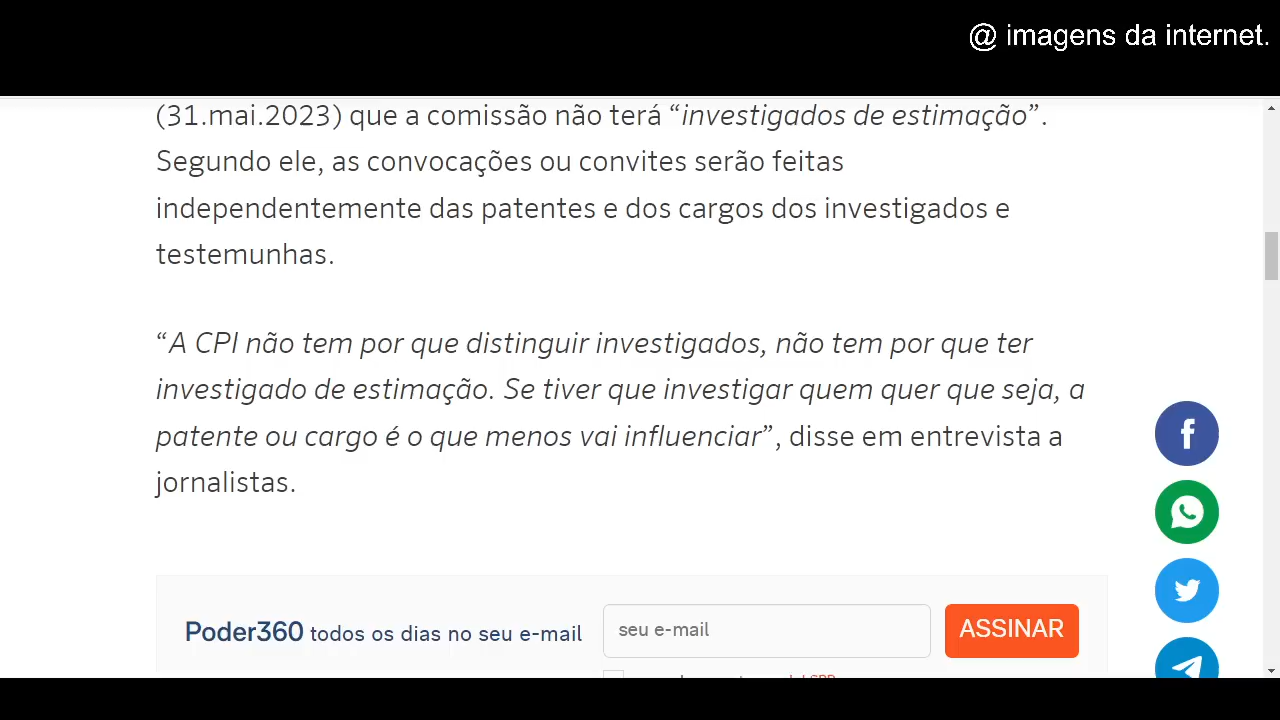 @ imagens da internet.
(31.mai.2023) que a comissão não terá “investigados de estimação”.
Segundo ele, as convocações ou convites serão feitas
independentemente das patentes e dos cargos dos investigados e
testemunhas.
“A CPI não tem por que distinguir investigados, não tem por que ter
investigado de estimação. Se tiver que investigar quem quer que seja, a
patente ou cargo é o que menos vai influenciar”, disse em entrevista a
jornalistas.
Poder360 todos os dias no seu e-mail
seu e-mail
ASSINAR